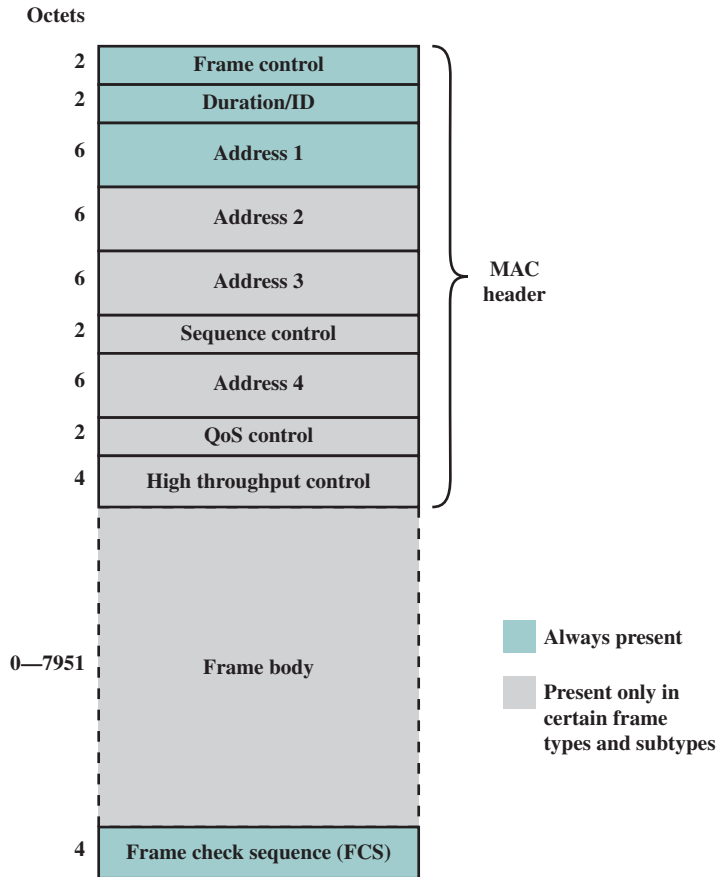 Octets
2 Frame control
2 Duration/ID
6 Address 1
6 Address 2
6 Address 3
MAC
header
2 Sequence control
6 Address 4
2 QoS control
4 High throughput control
0—7951 Frame body
Always present
Present only in
certain frame
types and subtypes
4 Frame check sequence (FCS)